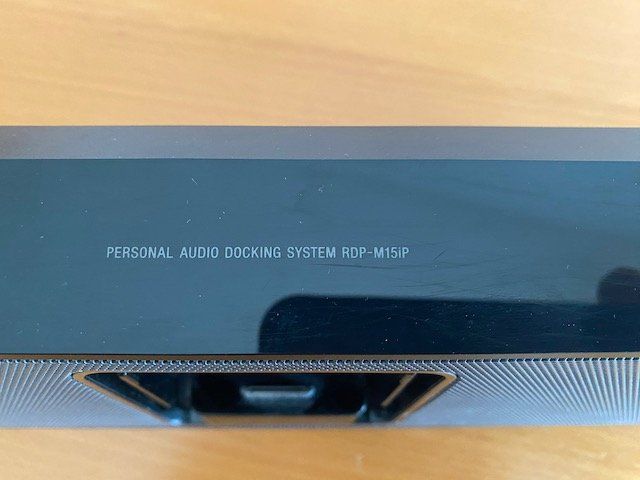 PERSONAL AUDIO DOCKING SYSTEM RDP-M15iP